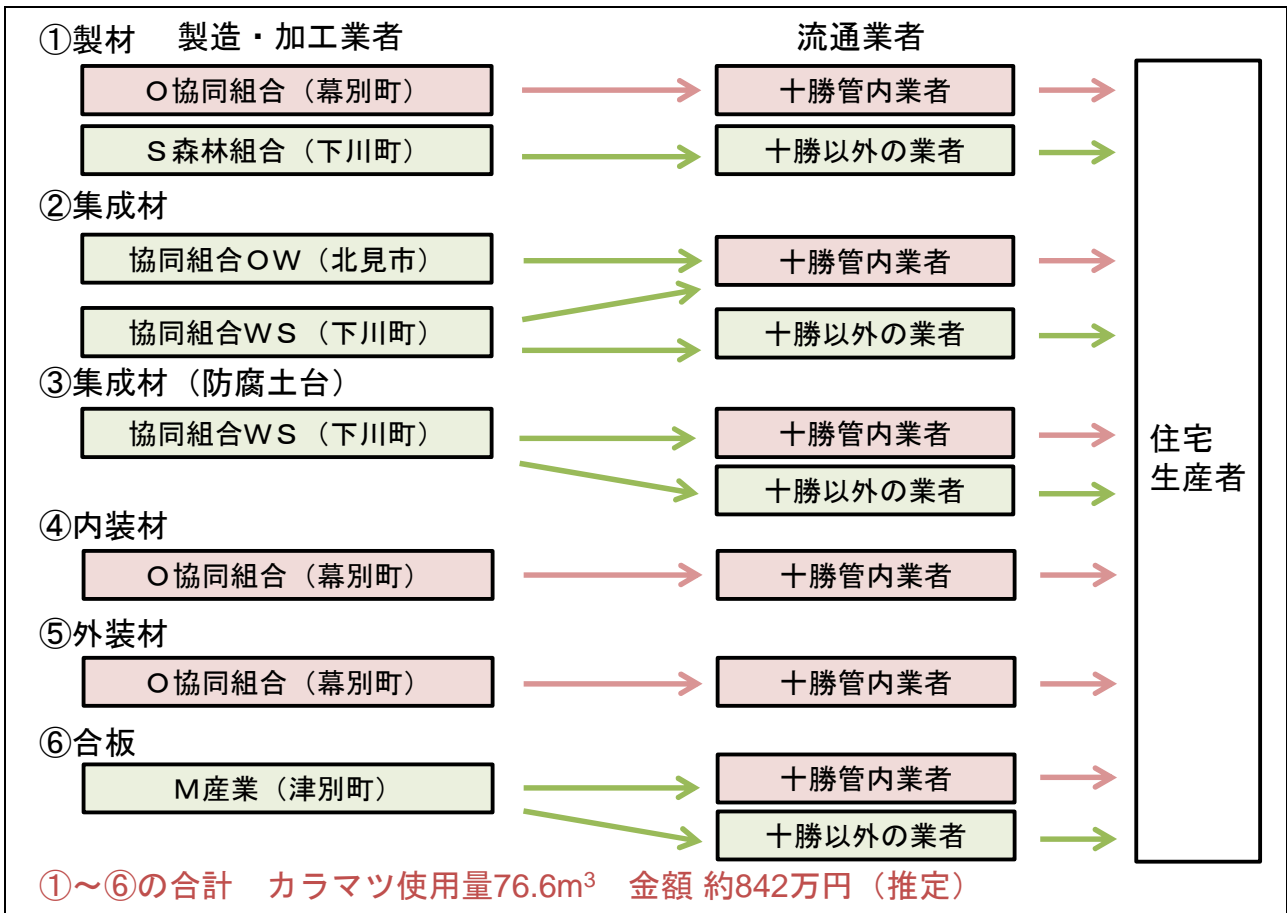 ①製材　製造・加工業者　流通業者
Ｏ協同組合（幕別町）　十勝管内業者
Ｓ森林組合（下川町）　十勝以外の業者
②集成材
協同組合ＯＷ（北見市）　十勝管内業者
協同組合ＷＳ（下川町）　十勝以外の業者
③集成材（防腐土台）
協同組合ＷＳ（下川町）　十勝管内業者
十勝以外の業者
住宅
生産者
④内装材
Ｏ協同組合（幕別町）　十勝管内業者
⑤外装材
Ｏ協同組合（幕別町）　十勝管内業者
⑥合板
Ｍ産業（津別町）　十勝管内業者
十勝以外の業者
①～⑥の合計　カラマツ使用量76.6m³　金額 約842万円（推定）